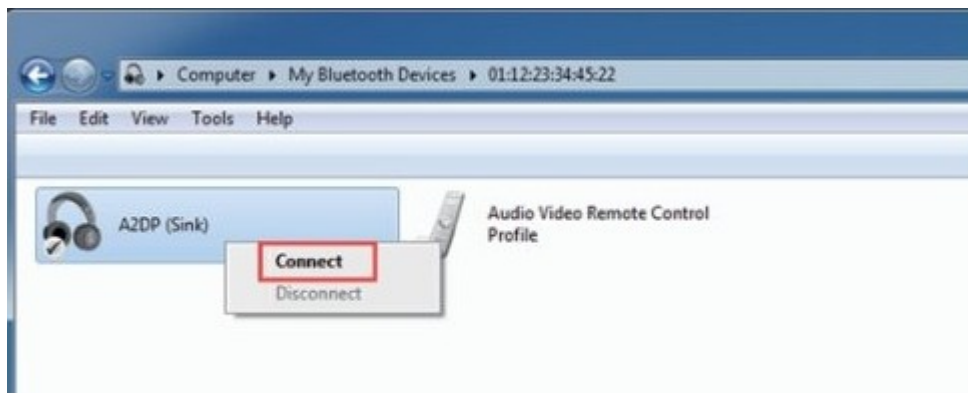 Computer ▸ My Bluetooth Devices ▸ 01:12:23:34:45:22
File Edit View Tools Help
A2DP (Sink)
Audio Video Remote Control
Profile
Connect
Disconnect